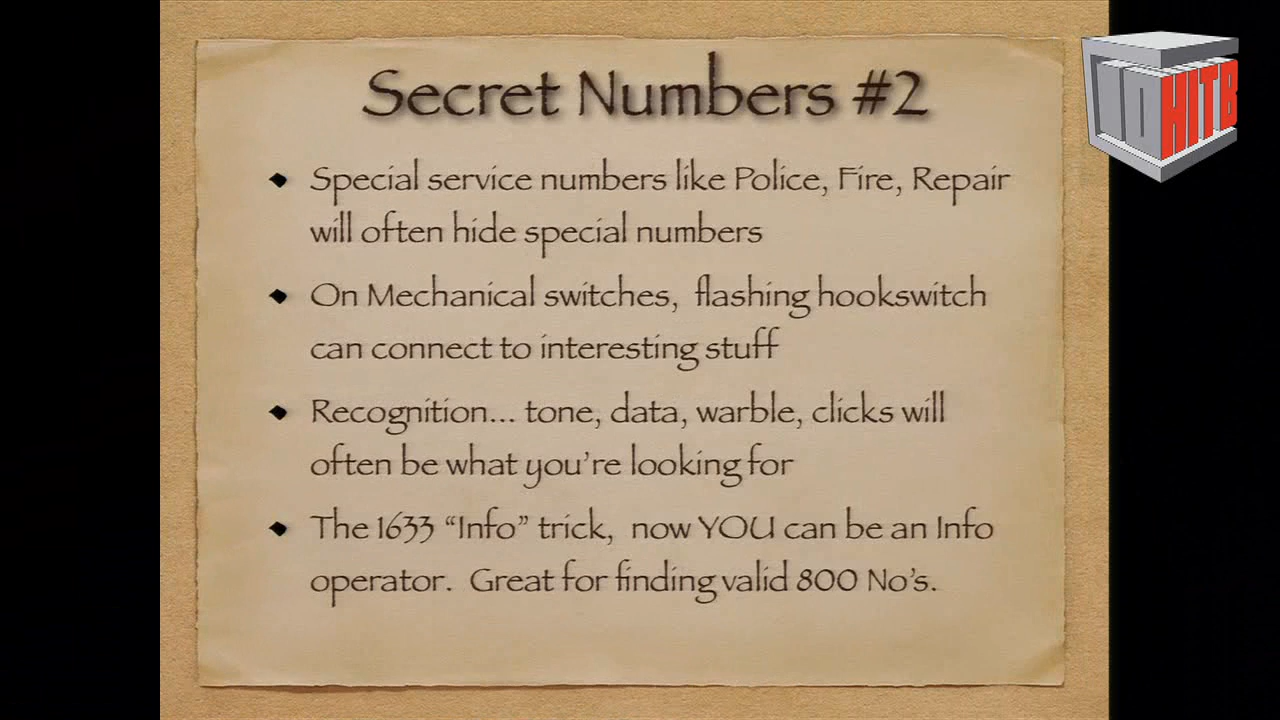 Secret Numbers #2
HITB
Special service numbers like Police, Fire, Repair
will often hide special numbers
On Mechanical switches, flashing hookswitch
can connect to interesting stuff
Recognition... tone, data, warble, clicks will
often be what you're looking for
The 1633 “Info” trick, now YOU can be an Info
operator. Great for finding valid 800 No's.